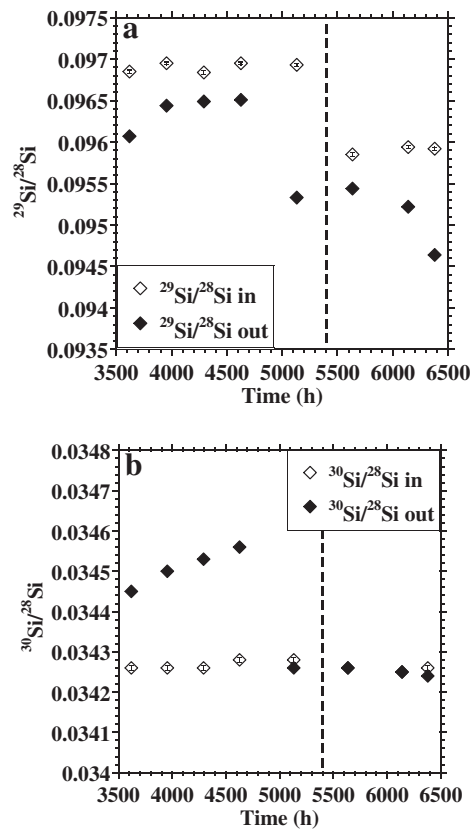 0.0975
a
0.097
0.0965
0.096
0.0955
0.095
0.0945
0.094
0.0935
²⁹Si/²⁸Si
²⁹Si/²⁸Si in
²⁹Si/²⁸Si out
3500 4000 4500 5000 5500 6000 6500
Time (h)
0.0348
b
0.0347
0.0346
0.0345
0.0344
0.0343
0.0342
0.0341
0.034
³⁰Si/²⁸Si
³⁰Si/²⁸Si in
³⁰Si/²⁸Si out
3500 4000 4500 5000 5500 6000 6500
Time (h)